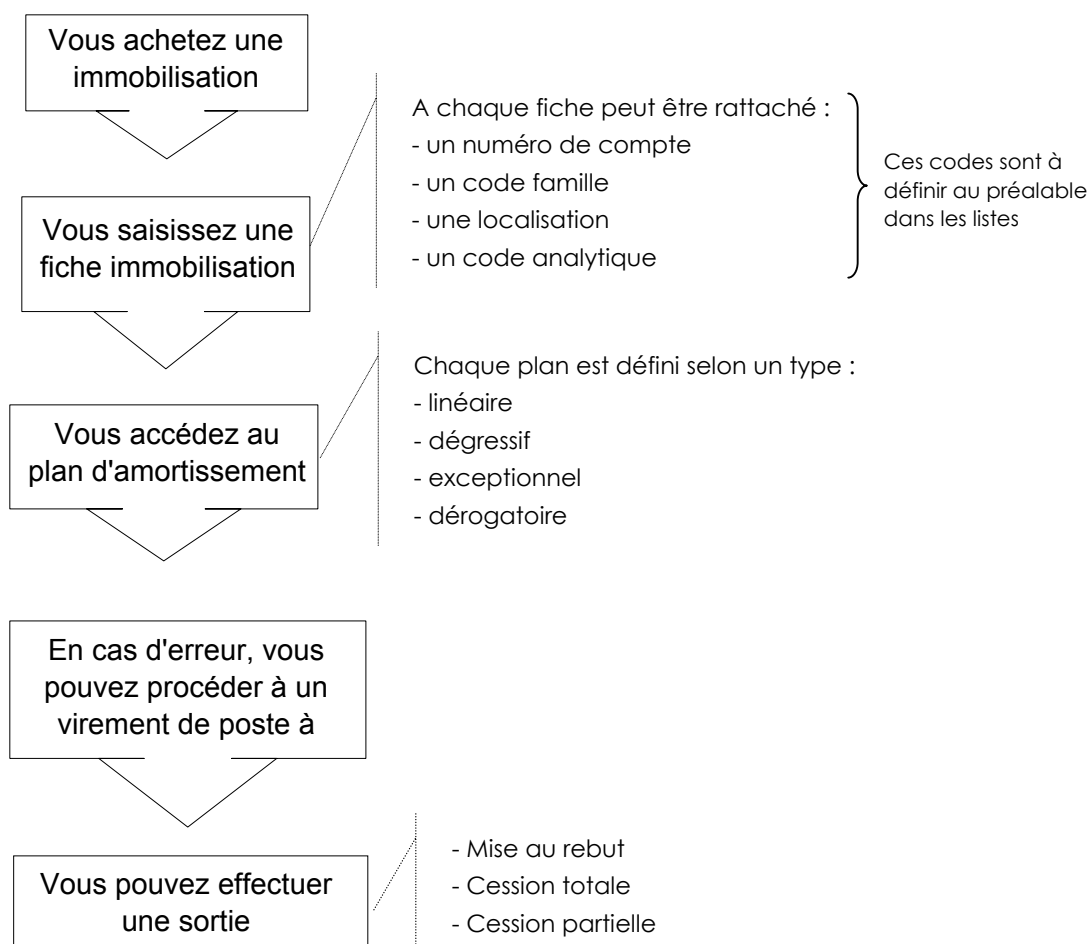 Vous achetez une
immobilisation
Vous saisissez une
fiche immobilisation
A chaque fiche peut être rattaché :
- un numéro de compte
- un code famille
- une localisation
- un code analytique
Ces codes sont à
définir au préalable
dans les listes
Vous accédez au
plan d'amortissement
Chaque plan est défini selon un type :
- linéaire
- dégressif
- exceptionnel
- dérogatoire
En cas d'erreur, vous
pouvez procéder à un
virement de poste à
Vous pouvez effectuer
une sortie
- Mise au rebut
- Cession totale
- Cession partielle